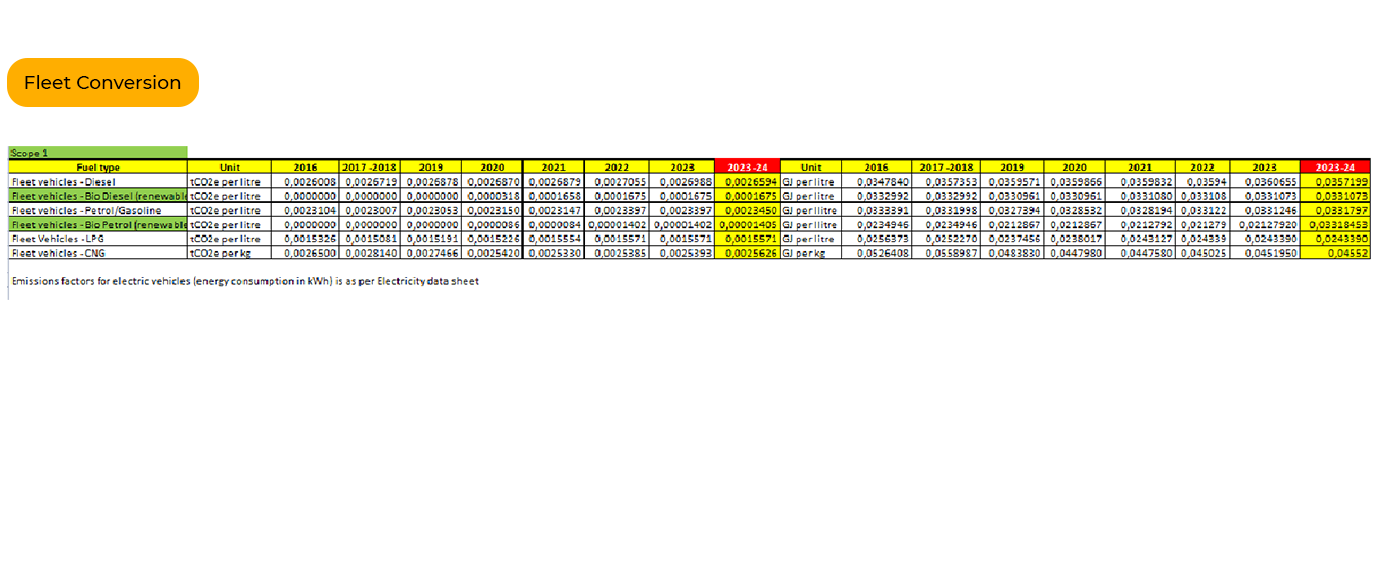 Fleet Conversion
Scope 1
Fuel type Unit 2016 2017 -2018 2019 2020 2021 2022 2023 2023 -24 Unit 2016 2017 -2018 2019 2020 2021 2022 2023 2023 -24
Fleet vehicles - Diesel tCO2e per litre 0,0026008 0,0026719 0,0026878 0,0026870 0,0026879 0,0027055 0,0026988 0,0026594 GJ per litre 0,0347840 0,0357353 0,0359571 0,0359866 0,0359832 0,03594 0,0360655 0,0357199
Fleet vehicles - Bio Diesel (renewable tCO2e per litre 0,0000000 0,0000000 0,0000000 0,0000318 0,0001658 0,0001675 0,0001675 0,0001675 GJ per litre 0,0332992 0,0332992 0,0330961 0,0330961 0,0331080 0,033108 0,0331073 0,0331073
Fleet vehicles - Petrol/Gasoline tCO2e per litre 0,0023104 0,0023007 0,0023053 0,0023150 0,0023147 0,0023397 0,0023397 0,0023450 GJ per litre 0,0333391 0,0331998 0,0327394 0,0328532 0,0328194 0,033122 0,0331246 0,0331797
Fleet vehicles - Bio Petrol (renewable tCO2e per litre 0,0000000 0,0000000 0,0000000 0,0000086 0,0000084 0,00001402 0,00001402 0,00001405 GJ per litre 0,0234946 0,0234946 0,0212867 0,0212867 0,0212792 0,021279 0,02127920 0,03318453
Fleet Vehicles - LPG tCO2e per litre 0,0015326 0,0015081 0,0015191 0,0015226 0,0015554 0,0015571 0,0015571 0,0015571 GJ per litre 0,0256373 0,0252270 0,0237456 0,0238017 0,0243127 0,024339 0,0243390 0,0243390
Fleet vehicles - CNG tCO2e per kg 0,0026500 0,0028140 0,0027466 0,0025420 0,0025330 0,0025385 0,0025393 0,0025626 GJ per kg 0,0526408 0,0558987 0,0483830 0,0447980 0,0447580 0,045025 0,0451950 0,04552
Emissions factors for electric vehicles (energy consumption in kWh) is as per Electricity data sheet